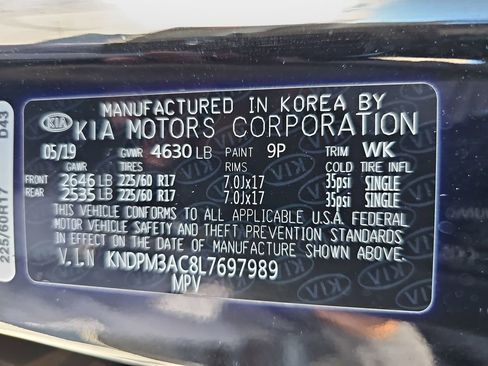 MANUFACTURED IN KOREA BY
KIA KIA MOTORS CORPORATION
05/19 GVWR 4630 LB PAINT 9P TRIM WK
GAWR TIRES RIMS COLD TIRE INFL
FRONT 2646 LB 225/60 R17 7.0Jx17 35psi SINGLE
REAR 2535 LB 225/60 R17 7.0Jx17 35psi SINGLE
THIS VEHICLE CONFORMS TO ALL APPLICABLE U.S.A. FEDERAL
MOTOR VEHICLE SAFETY AND THEFT PREVENTION STANDARDS
IN EFFECT ON THE DATE OF MANUFACTURE SHOWN ABOVE.
V.I.N KNDPM3AC8L7697989
MPV
225/60R17 D43